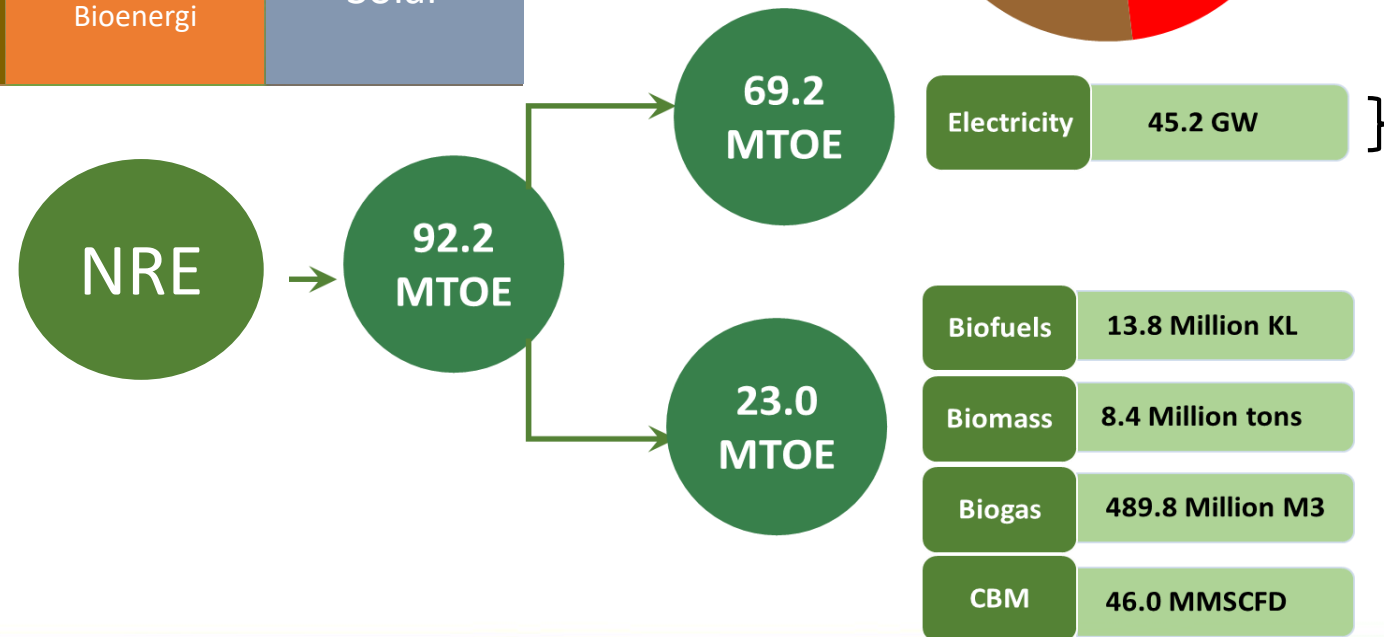 Bioenergi
69.2
MTOE
Electricity
45.2 GW
NRE
92.2
MTOE
23.0
MTOE
Biofuels
13.8 Million KL
Biomass
8.4 Million tons
Biogas
489.8 Million M3
CBM
46.0 MMSCFD